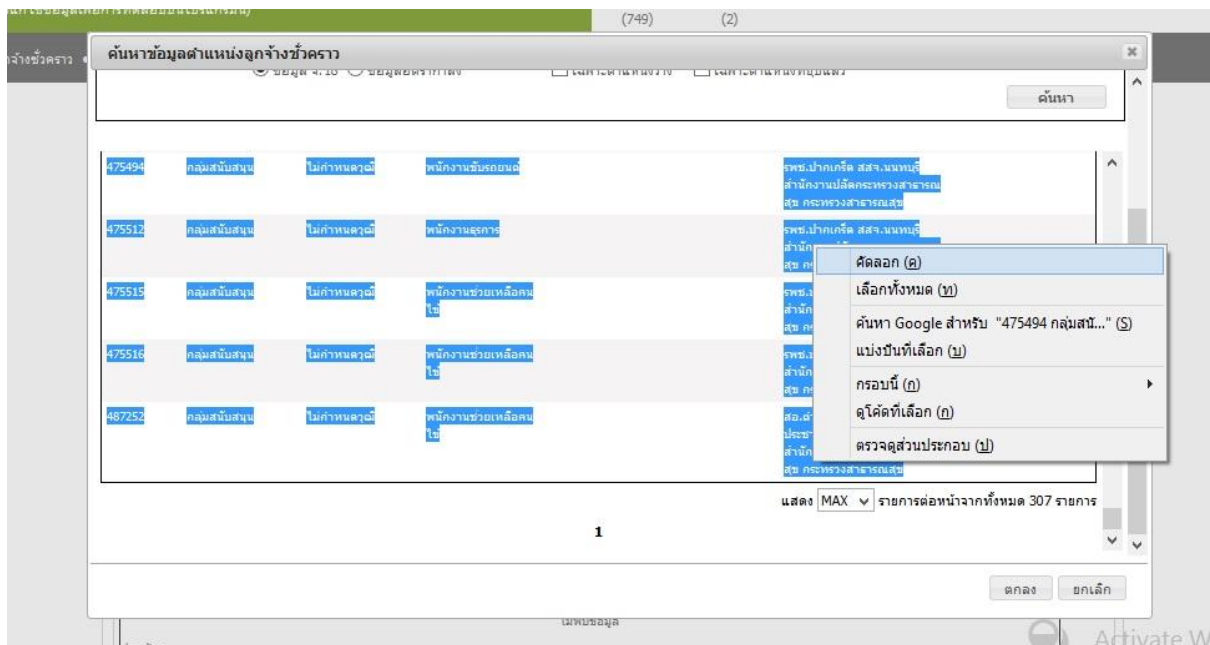 (749) (2)
จ้างชั่วคราว
ค้นหาข้อมูลตำแหน่งลูกจ้างชั่วคราว
ค้นหา
475494 กลุ่มสนับสนุน ไม่กำหนดวุฒิ พนักงานขับรถยนต์ รพช.ปากเกร็ด สสจ.นนทบุรี
สำนักงานปลัดกระทรวงสาธารณ
สุข กระทรวงสาธารณสุข
475512 กลุ่มสนับสนุน ไม่กำหนดวุฒิ พนักงานธุรการ รพช.ปากเกร็ด สสจ.นนทบุรี
คัดลอก (ค)
475515 กลุ่มสนับสนุน ไม่กำหนดวุฒิ พนักงานช่วยเหลือคน
ไข้
เลือกทั้งหมด (ท)
ค้นหา Google สำหรับ "475494 กลุ่มสนั..." (S)
475516 กลุ่มสนับสนุน ไม่กำหนดวุฒิ พนักงานช่วยเหลือคน
ไข้
แบ่งปันที่เลือก (บ)
กรอบนี้ (ก)
487252 กลุ่มสนับสนุน ไม่กำหนดวุฒิ พนักงานช่วยเหลือคน
ไข้
ดูโค้ดที่เลือก (ก)
ตรวจดูส่วนประกอบ (ป)
สุข กระทรวงสาธารณสุข
แสดง MAX รายการต่อหน้าจากทั้งหมด 307 รายการ
1
ตกลง ยกเลิก
ไม่พบข้อมูล
Activate W